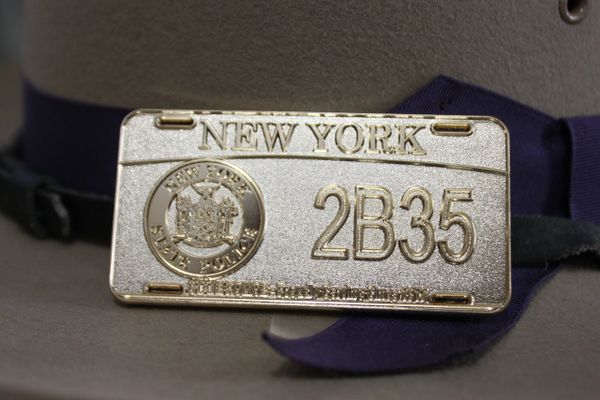 NEW YORK
NEW YORK
STATE POLICE
2B35